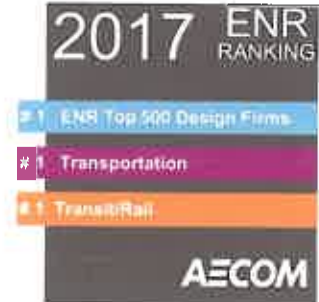 2017 ENR
RANKING
# 1 ENR Top 500 Design Firms
# 1 Transportation
# 1 Transit/Rail
AECOM